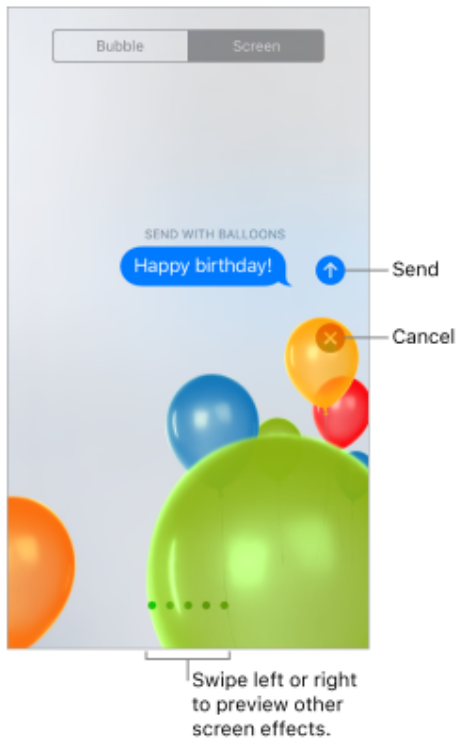 Bubble
Screen
SEND WITH BALLOONS
Happy birthday!
Send
Cancel
Swipe left or right
to preview other
screen effects.